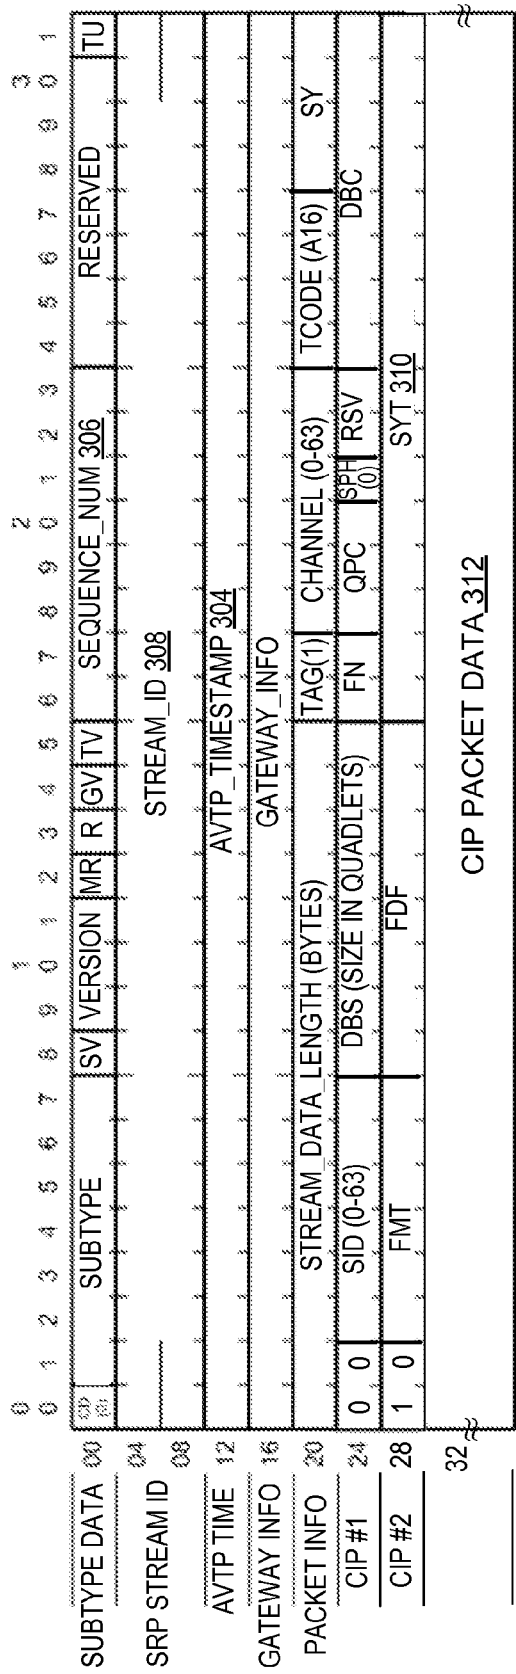 0 1 2 3
0 1 2 3 4 5 6 7 8 9 0 1 2 3 4 5 6 7 8 9 0 1 2 3 4 5 6 7 8 9 0 1
SUBTYPE DATA 00 SUBTYPE SV VERSION MR R GV TV SEQUENCE_NUM 306 RESERVED TU
SRP STREAM ID 04
08
STREAM_ID 308
AVTP TIME 12 AVTP_TIMESTAMP 304
GATEWAY INFO 16 GATEWAY_INFO
PACKET INFO 20 STREAM_DATA_LENGTH (BYTES) TAG(1) CHANNEL (0-63) TCODE (A16) SY
CIP #1 24 0 0 SID (0-63) DBS (SIZE IN QUADLETS) FN QPC SPH (0) RSV DBC
CIP #2 28 1 0 FMT FDF SYT 310
32
CIP PACKET DATA 312